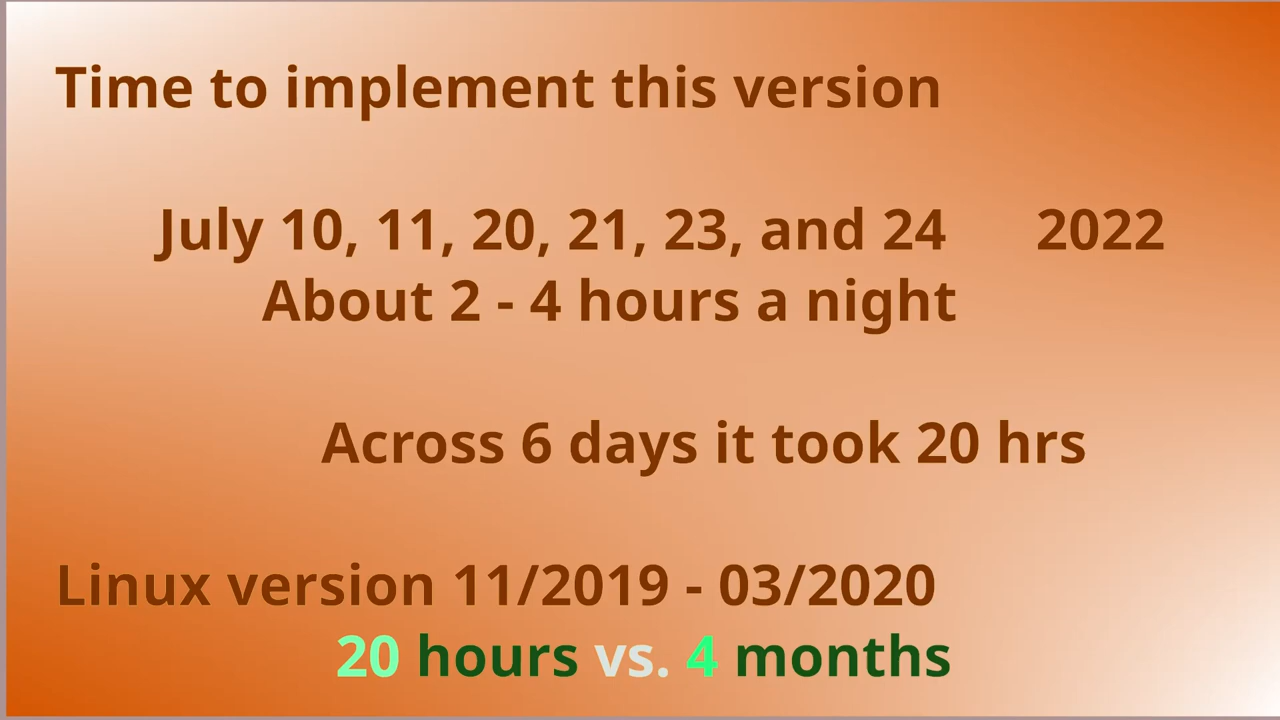 Time to implement this version
July 10, 11, 20, 21, 23, and 24 2022
About 2 - 4 hours a night
Across 6 days it took 20 hrs
Linux version 11/2019 - 03/2020
20 hours vs. 4 months